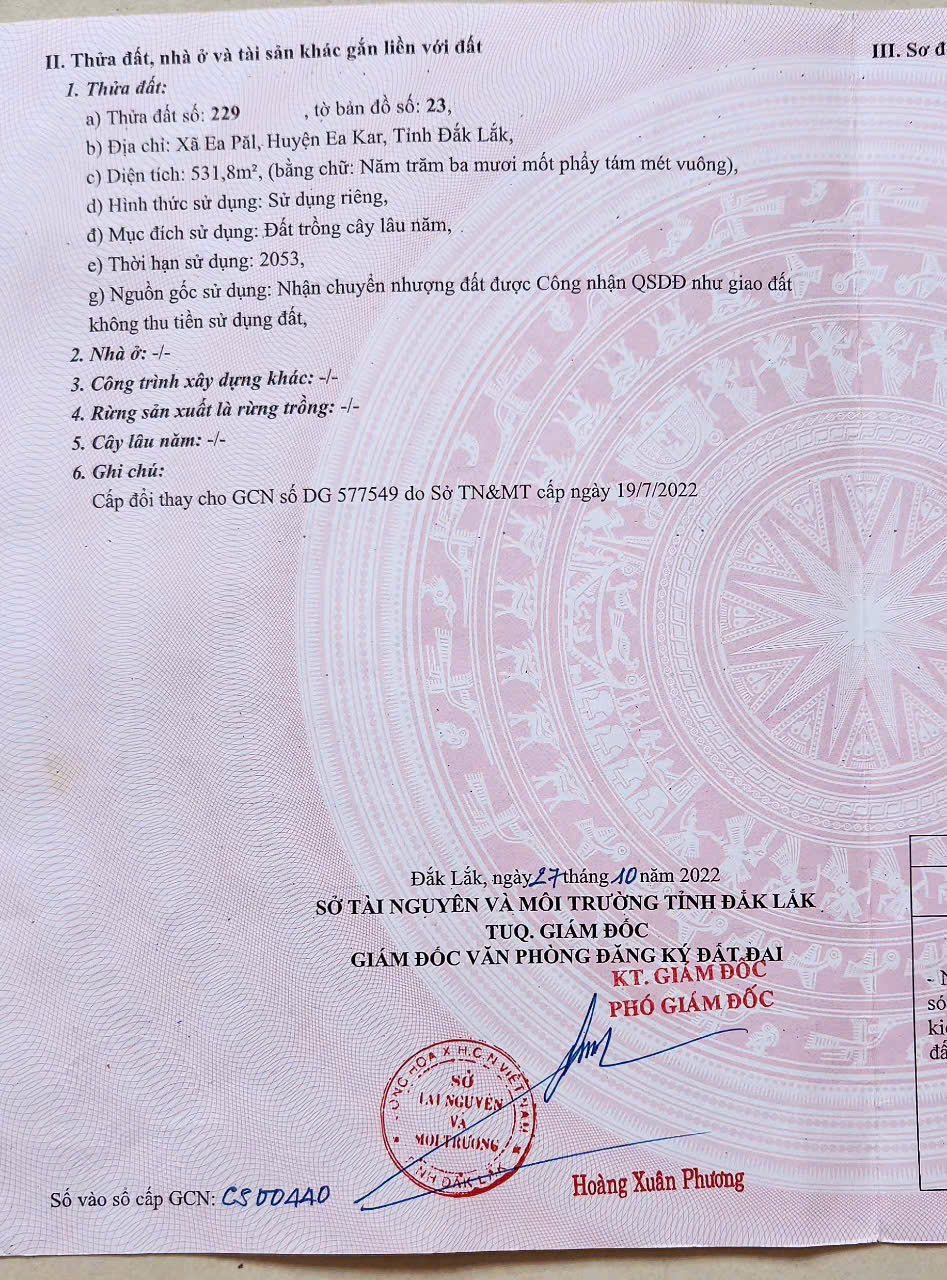 II. Thửa đất, nhà ở và tài sản khác gắn liền với đất
1. Thửa đất:
a) Thửa đất số: 229 , tờ bản đồ số: 23,
b) Địa chỉ: Xã Ea Păl, Huyện Ea Kar, Tỉnh Đắk Lắk,
c) Diện tích: 531,8m², (bằng chữ: Năm trăm ba mươi mốt phẩy tám mét vuông),
d) Hình thức sử dụng: Sử dụng riêng,
đ) Mục đích sử dụng: Đất trồng cây lâu năm,
e) Thời hạn sử dụng: 2053,
g) Nguồn gốc sử dụng: Nhận chuyển nhượng đất được Công nhận QSDĐ như giao đất
không thu tiền sử dụng đất,
2. Nhà ở: -/-
3. Công trình xây dựng khác: -/-
4. Rừng sản xuất là rừng trồng: -/-
5. Cây lâu năm: -/-
6. Ghi chú:
Cấp đổi thay cho GCN số DG 577549 do Sở TN&MT cấp ngày 19/7/2022
III. Sơ đ
Đắk Lắk, ngày 27 tháng 10 năm 2022
SỞ TÀI NGUYÊN VÀ MÔI TRƯỜNG TỈNH ĐẮK LẮK
TUQ. GIÁM ĐỐC
GIÁM ĐỐC VĂN PHÒNG ĐĂNG KÝ ĐẤT ĐAI
KT. GIÁM ĐỐC
PHÓ GIÁM ĐỐC
SỞ
TÀI NGUYÊN
VÀ
MÔI TRƯỜNG
TỈNH ĐẮK LẮK
Hoàng Xuân Phương
Số vào sổ cấp GCN: CS00440
- N
só
ki
đấ